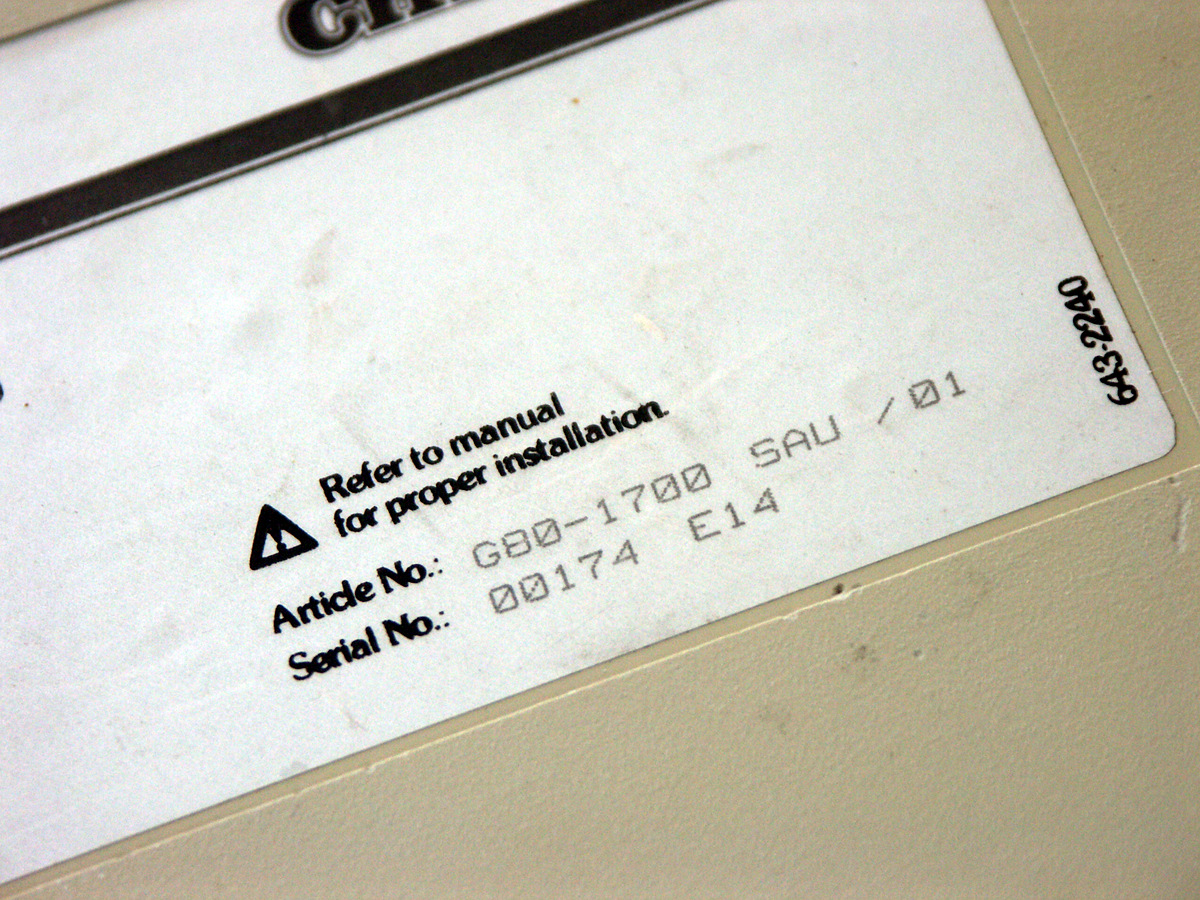 Refer to manual
for proper installation.
Article No.: G80-1700 SAU /01
Serial No.: 00174 E14
643-2240